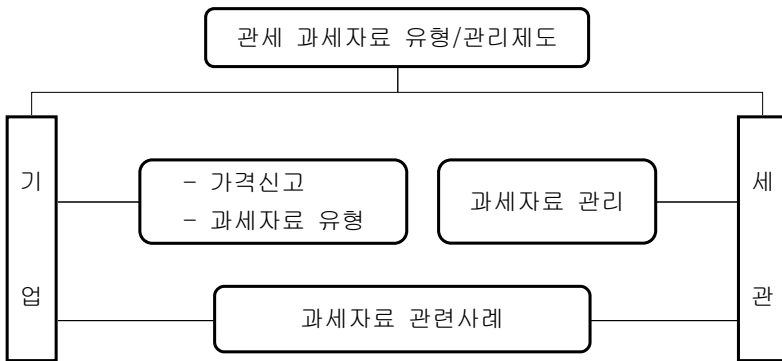 관세 과세자료 유형/관리제도
기업
- 가격신고
- 과세자료 유형
과세자료 관리
세관
과세자료 관련사례